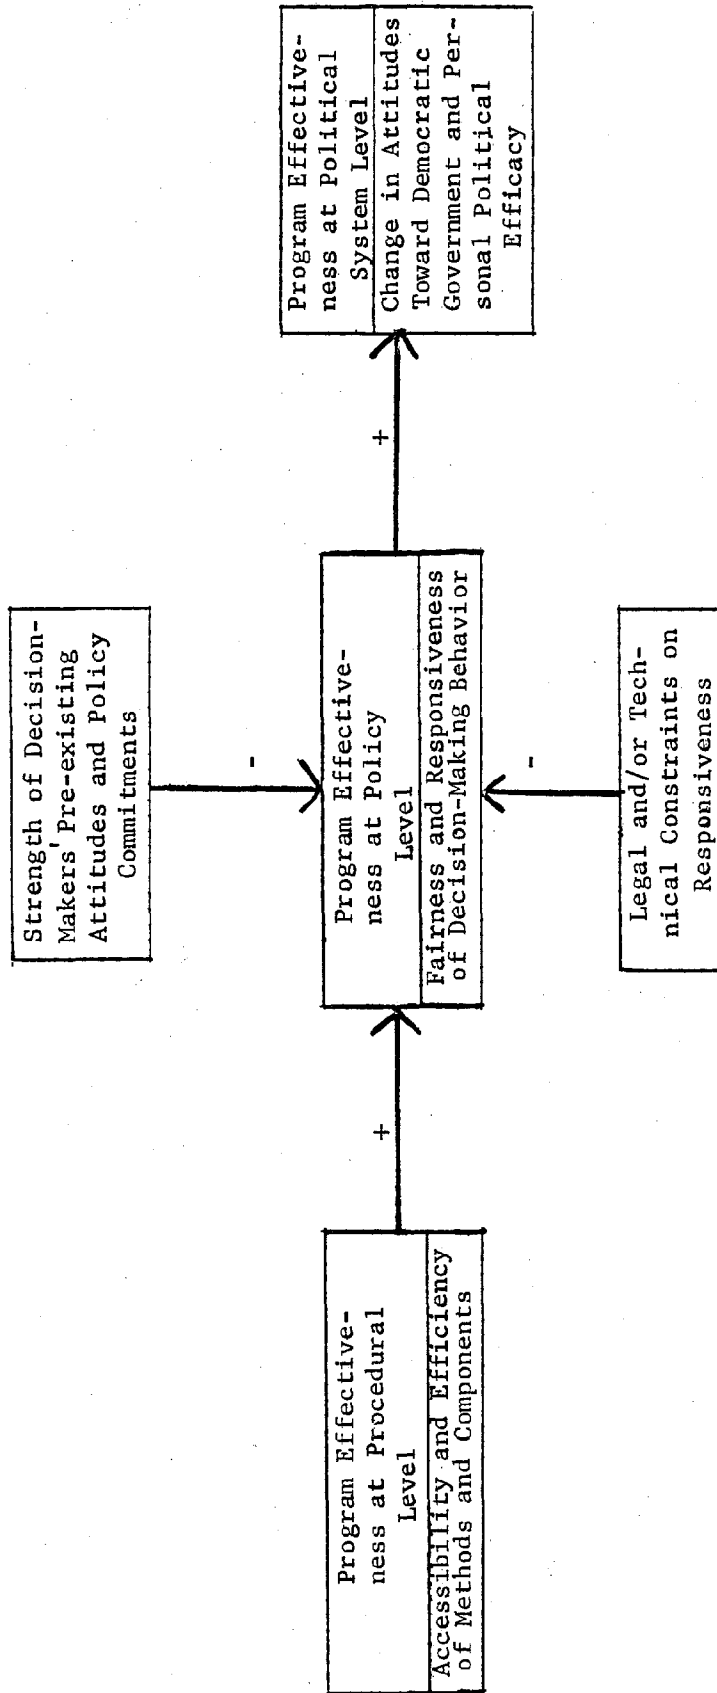 Strength of Decision-
Makers' Pre-existing
Attitudes and Policy
Commitments
-
Program Effective-
ness at Procedural
Level
Accessibility and Efficiency
of Methods and Components
+
Program Effective-
ness at Policy
Level
Fairness and Responsiveness
of Decision-Making Behavior
+
Program Effective-
ness at Political
System Level
Change in Attitudes
Toward Democratic
Government and Per-
sonal Political
Efficacy
-
Legal and/or Tech-
nical Constraints on
Responsiveness